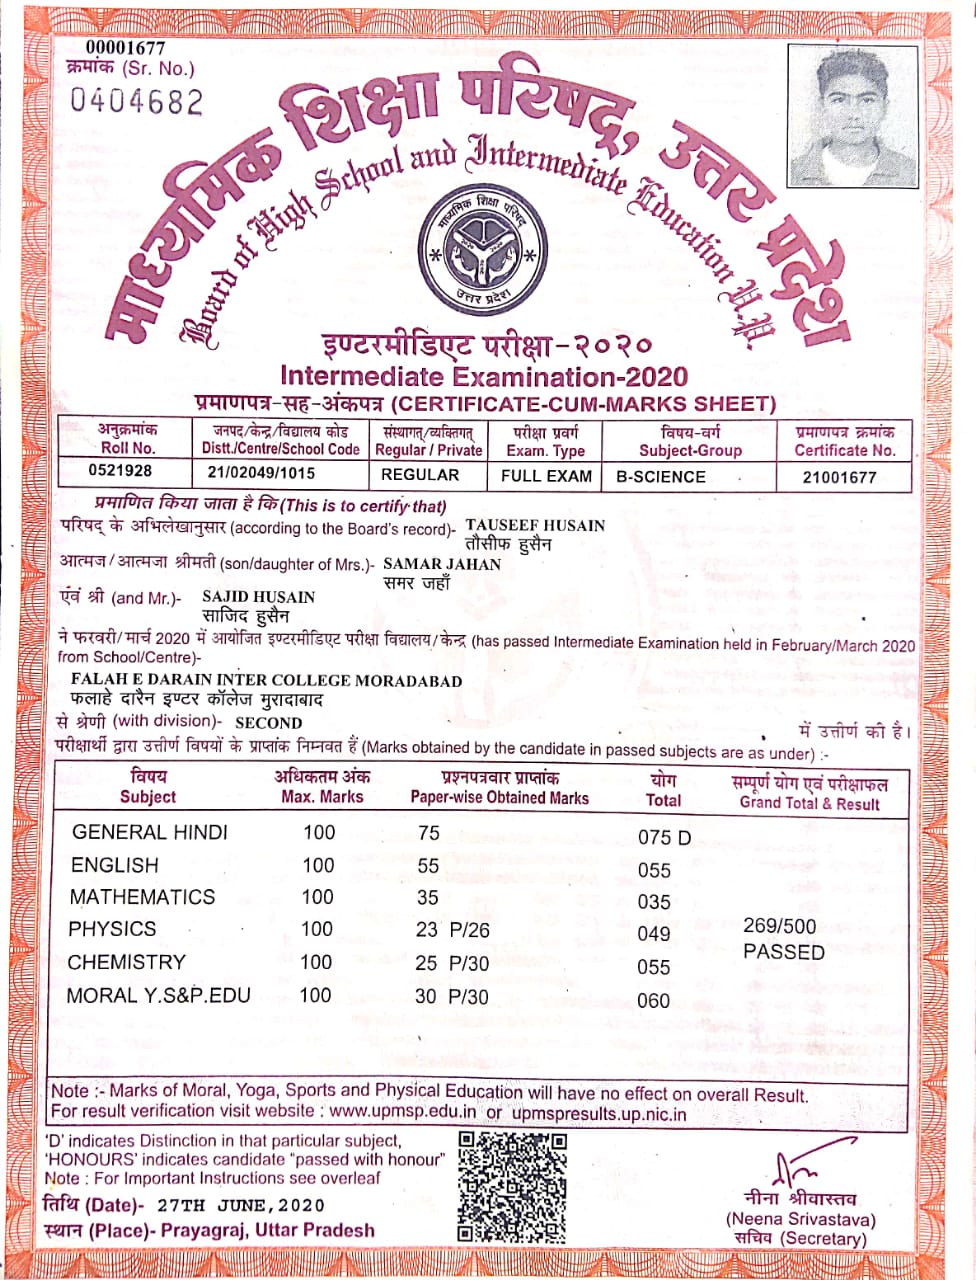 00001677
क्रमांक (Sr. No.)
0404682
माध्यमिक शिक्षा परिषद्, उत्तर प्रदेश
Board of High School and Intermediate Education U.P.
माध्यमिक शिक्षा परिषद्
उत्तर प्रदेश
इण्टरमीडिएट परीक्षा-२०२०
Intermediate Examination-2020
प्रमाणपत्र-सह-अंकपत्र (CERTIFICATE-CUM-MARKS SHEET)
अनुक्रमांक जनपद/केन्द्र/विद्यालय कोड संस्थागत/व्यक्तिगत परीक्षा प्रवर्ग विषय-वर्ग प्रमाणपत्र क्रमांक
Roll No. Distt./Centre/School Code Regular / Private Exam. Type Subject-Group Certificate No.
0521928 21/02049/1015 REGULAR FULL EXAM B-SCIENCE 21001677
प्रमाणित किया जाता है कि (This is to certify that)
परिषद् के अभिलेखानुसार (according to the Board's record)- TAUSEEF HUSAIN
तौसीफ हुसैन
आत्मज/आत्मजा श्रीमती (son/daughter of Mrs.)- SAMAR JAHAN
समर जहाँ
एंव श्री (and Mr.)- SAJID HUSAIN
साजिद हुसैन
ने फरवरी/मार्च 2020 में आयोजित इण्टरमीडिएट परीक्षा विद्यालय/केन्द्र (has passed Intermediate Examination held in February/March 2020
from School/Centre)-
FALAH E DARAIN INTER COLLEGE MORADABAD
फलाहे दारैन इण्टर कॉलेज मुरादाबाद
से श्रेणी (with division)- SECOND में उत्तीर्ण की है।
परीक्षार्थी द्वारा उत्तीर्ण विषयों के प्राप्तांक निम्नवत हैं (Marks obtained by the candidate in passed subjects are as under) :-
विषय अधिकतम अंक प्रश्नपत्रवार प्राप्तांक योग सम्पूर्ण योग एवं परीक्षाफल
Subject Max. Marks Paper-wise Obtained Marks Total Grand Total & Result
GENERAL HINDI 100 75 075 D
ENGLISH 100 55 055
MATHEMATICS 100 35 035
PHYSICS 100 23 P/26 049 269/500
PASSED
CHEMISTRY 100 25 P/30 055
MORAL Y.S&P.EDU 100 30 P/30 060
Note :- Marks of Moral, Yoga, Sports and Physical Education will have no effect on overall Result.
For result verification visit website : www.upmsp.edu.in or upmspresults.up.nic.in
'D' indicates Distinction in that particular subject,
'HONOURS' indicates candidate "passed with honour"
Note : For Important Instructions see overleaf
तिथि (Date)- 27TH JUNE,2020
स्थान (Place)- Prayagraj, Uttar Pradesh
नीना श्रीवास्तव
(Neena Srivastava)
सचिव (Secretary)